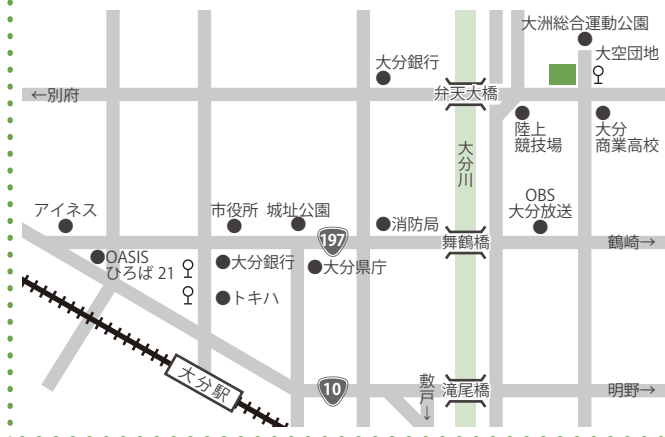 大洲総合運動公園
大空団地
大分銀行
←別府
弁天大橋
陸上
競技場
大分
商業高校
大分川
OBS
大分放送
アイネス
市役所
城址公園
消防局
197
舞鶴橋
鶴崎→
OASIS
ひろば 21
大分銀行
大分県庁
トキハ
大分駅
10
敷戸↓
滝尾橋
明野→